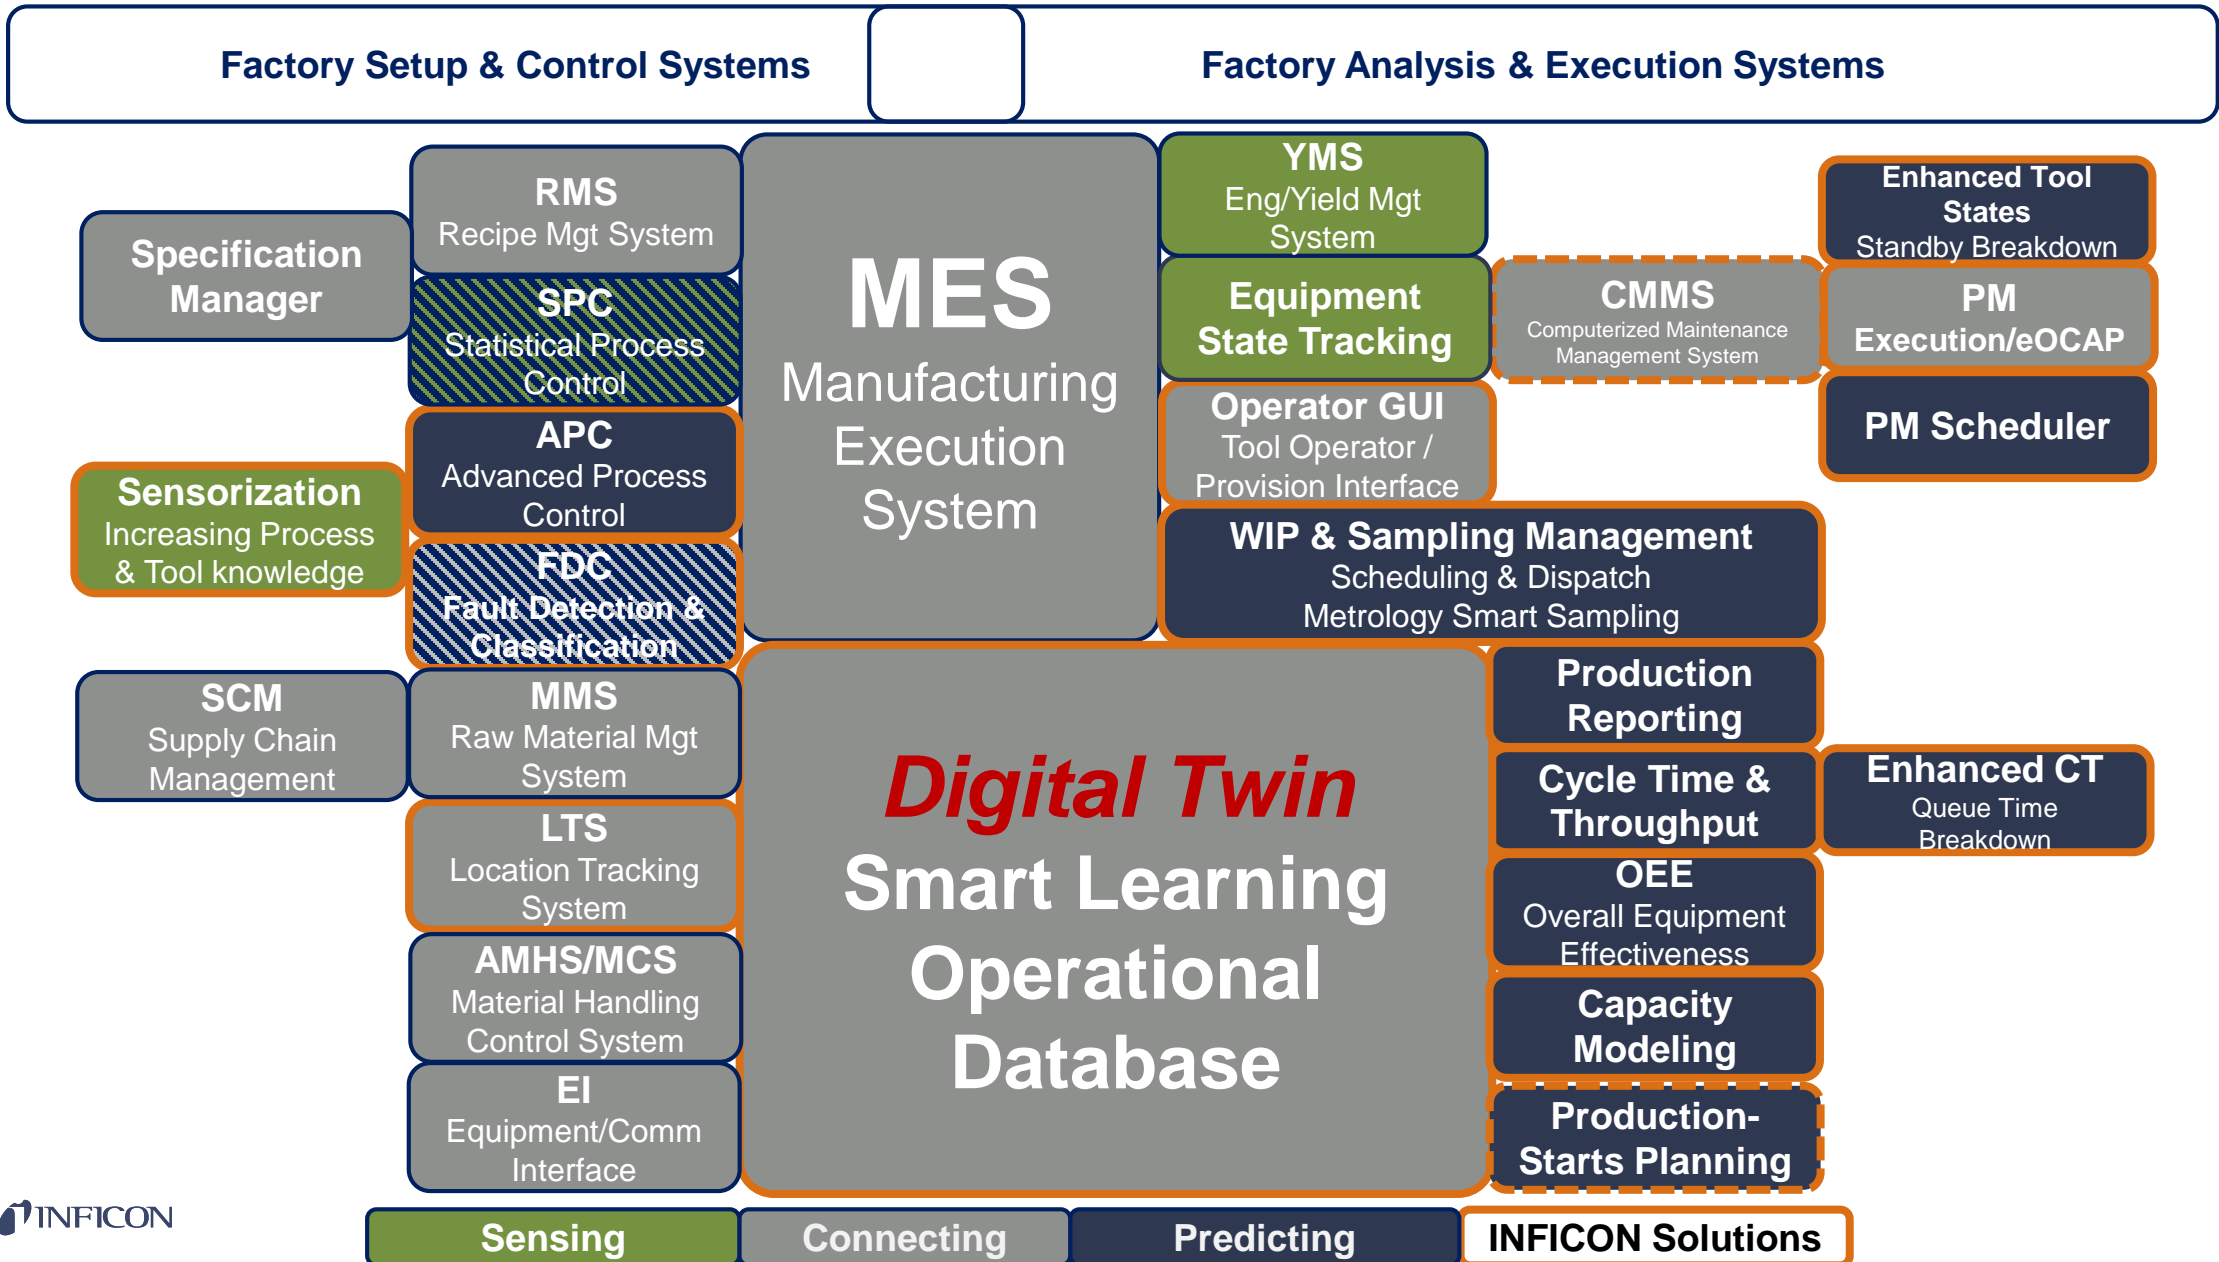 Factory Setup & Control Systems
Factory Analysis & Execution Systems
Specification
Manager
RMS
Recipe Mgt System
SPC
Statistical Process
Control
Sensorization
Increasing Process
& Tool knowledge
APC
Advanced Process
Control
FDC
Fault Detection &
Classification
SCM
Supply Chain
Management
MMS
Raw Material Mgt
System
LTS
Location Tracking
System
AMHS/MCS
Material Handling
Control System
EI
Equipment/Comm
Interface
MES
Manufacturing
Execution
System
Digital Twin
Smart Learning
Operational
Database
YMS
Eng/Yield Mgt
System
Equipment
State Tracking
Operator GUI
Tool Operator /
Provision Interface
CMMS
Computerized Maintenance
Management System
Enhanced Tool
States
Standby Breakdown
PM
Execution/eOCAP
PM Scheduler
WIP & Sampling Management
Scheduling & Dispatch
Metrology Smart Sampling
Production
Reporting
Cycle Time &
Throughput
Enhanced CT
Queue Time
Breakdown
OEE
Overall Equipment
Effectiveness
Capacity
Modeling
Production-
Starts Planning
INFICON
Sensing
Connecting
Predicting
INFICON Solutions